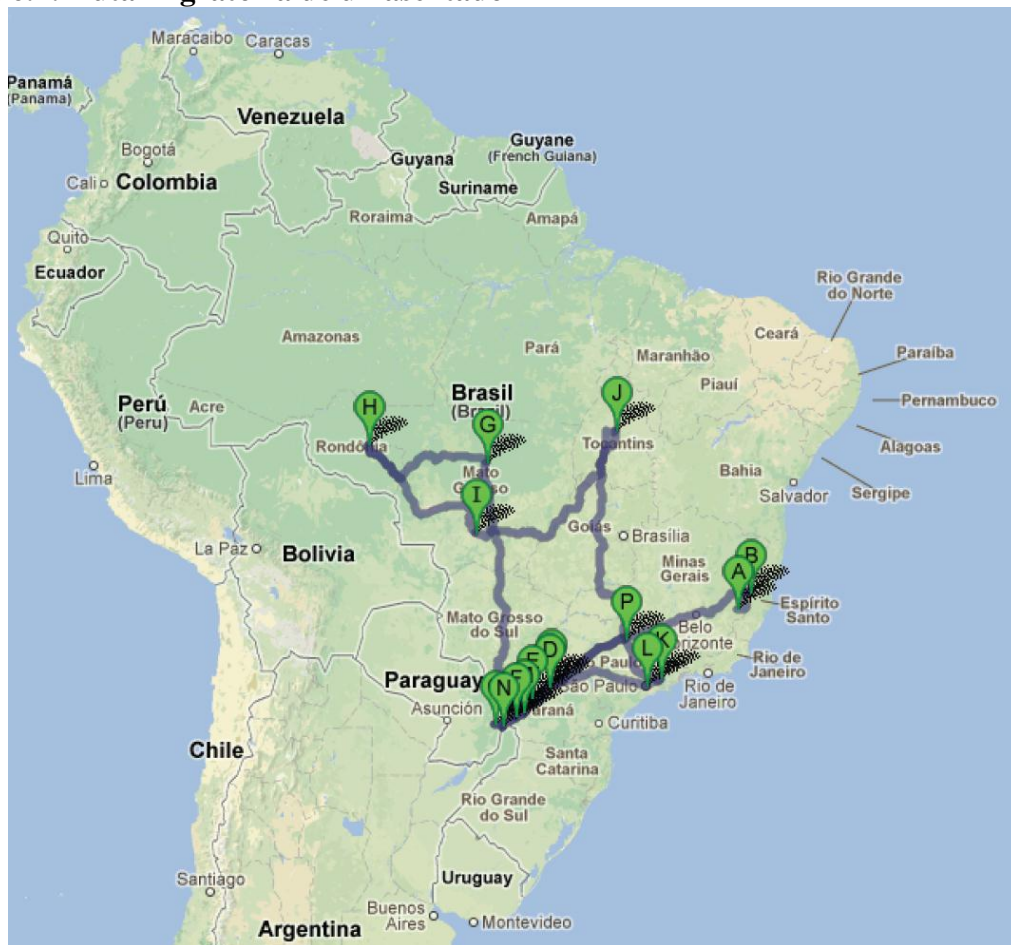 Maracaibo
Caracas
Panamá
(Panama)
Venezuela
Bogotá
Guyana
Guyane
(French Guiana)
Suriname
Cali
Colombia
Roraima
Amapá
Quito
Ecuador
Rio Grande
do Norte
Amazonas
Pará
Ceará
Maranhão
Paraíba
Piauí
Brasil
Perú
(Peru)
Acre
H
J
G
Pernambuco
Alagoas
Rondônia
Tocantins
Lima
Mato
Bahia
Sergipe
Salvador
I
Goiás
Brasília
La Paz
Bolivia
Minas
Gerais
B
A
Espírito
Santo
P
Mato Grosso
do Sul
Belo
L
K
Rio de
Janeiro
D
São Paulo
Rio de
Janeiro
Paraguay
N
Asunción
Curitiba
Chile
Santa
Catarina
Rio Grande
do Sul
Santiago
Uruguay
Buenos
Aires
Montevideo
Argentina